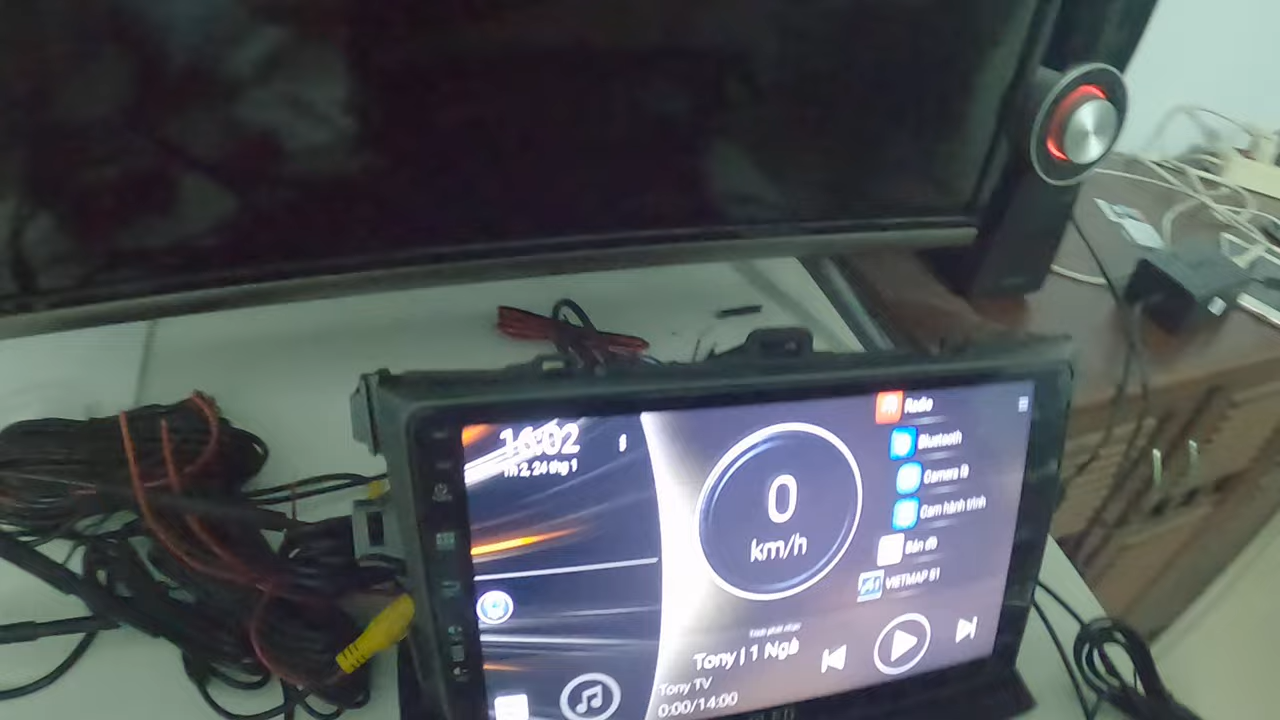 16:02
Th 2, 24 thg 1
0
km/h
Radio
Bluetooth
Camera
Cam hành trình
Bản đồ
VIETMAP S1
Tony | 1 Ngà
Tony TV
0:00/14:00